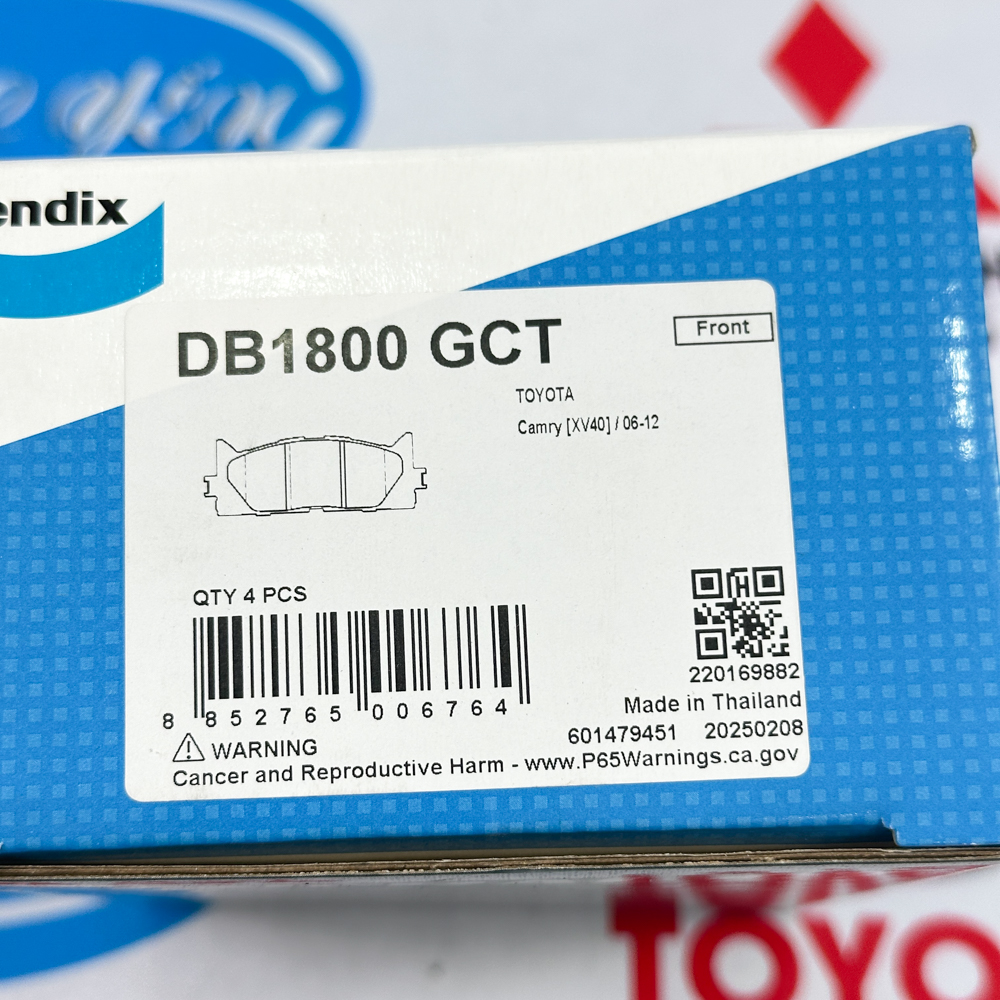 endix
DB1800 GCT
Front
TOYOTA
Camry [XV40] / 06-12
QTY 4 PCS
8 852765 006764
220169882
Made in Thailand
601479451 20250208
WARNING
Cancer and Reproductive Harm - www.P65Warnings.ca.gov
TOYO